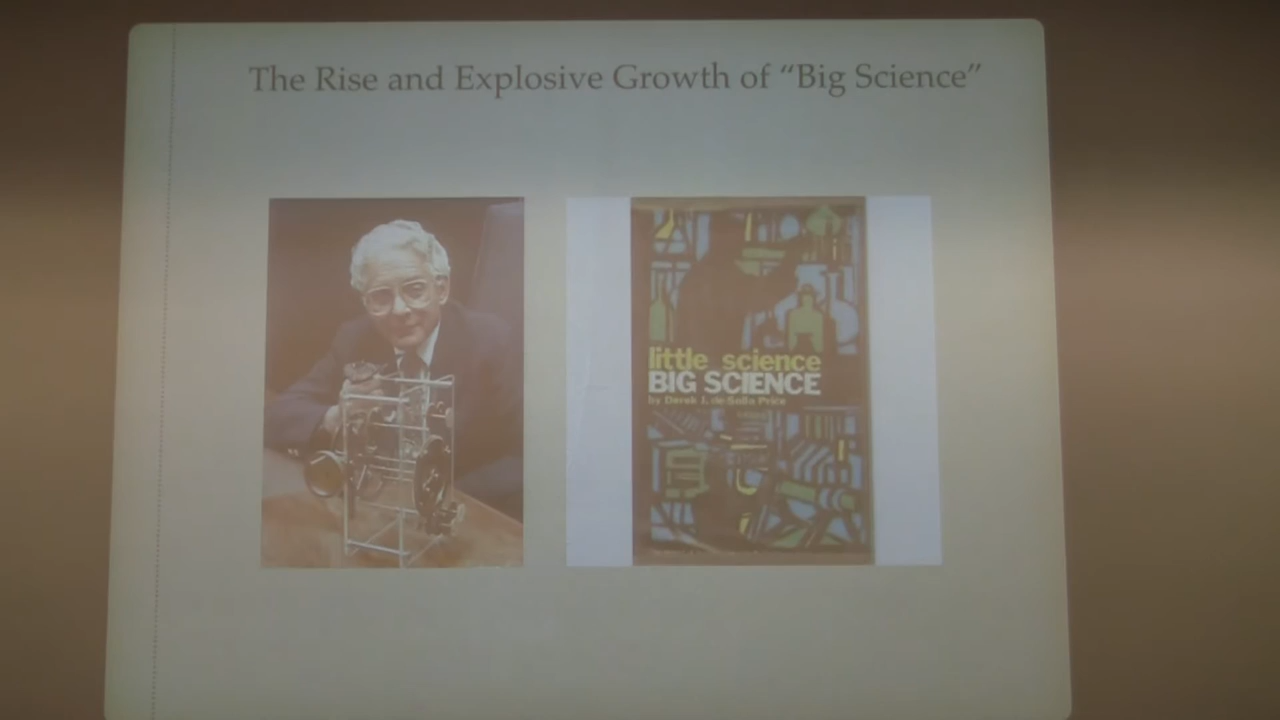 The Rise and Explosive Growth of “Big Science”
little science
BIG SCIENCE
by Derek J. de Solla Price